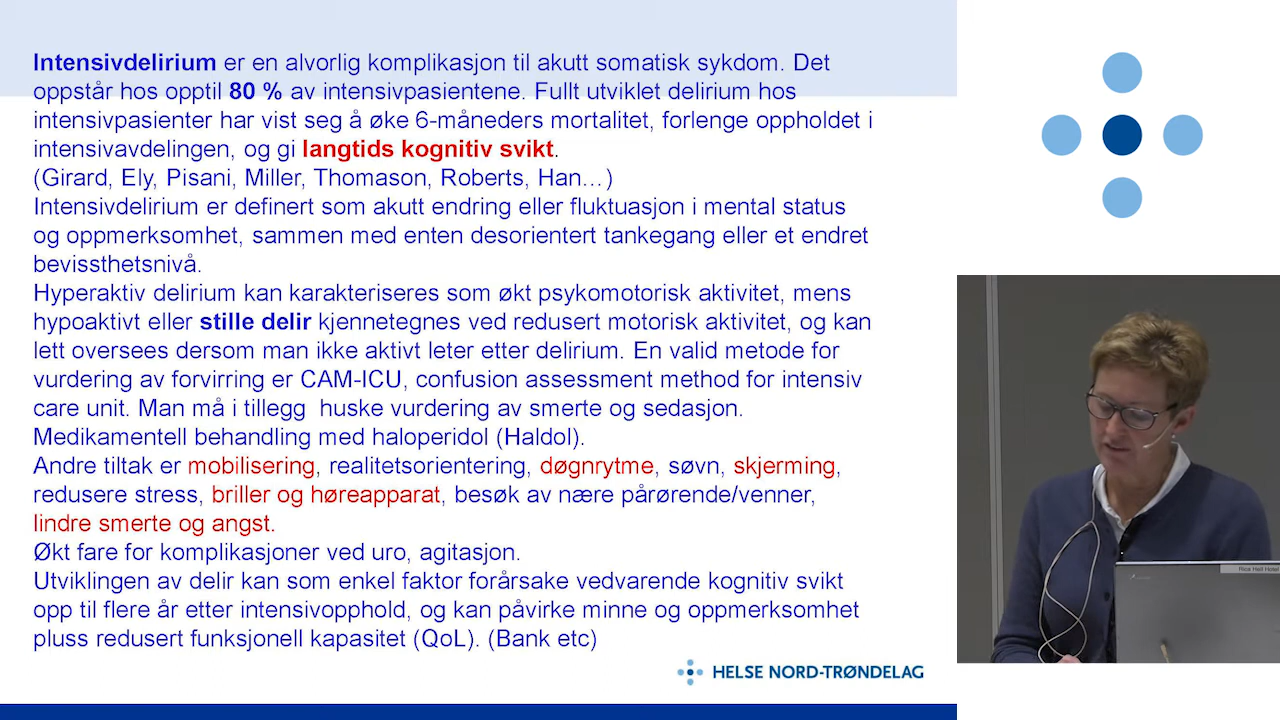 Intensivdelirium er en alvorlig komplikasjon til akutt somatisk sykdom. Det
oppstår hos opptil 80 % av intensivpasientene. Fullt utviklet delirium hos
intensivpasienter har vist seg å øke 6-måneders mortalitet, forlenge oppholdet i
intensivavdelingen, og gi langtids kognitiv svikt.
(Girard, Ely, Pisani, Miller, Thomason, Roberts, Han…)
Intensivdelirium er definert som akutt endring eller fluktuasjon i mental status
og oppmerksomhet, sammen med enten desorientert tankegang eller et endret
bevissthetsnivå.
Hyperaktiv delirium kan karakteriseres som økt psykomotorisk aktivitet, mens
hypoaktivt eller stille delir kjennetegnes ved redusert motorisk aktivitet, og kan
lett oversees dersom man ikke aktivt leter etter delirium. En valid metode for
vurdering av forvirring er CAM-ICU, confusion assessment method for intensiv
care unit. Man må i tillegg  huske vurdering av smerte og sedasjon.
Medikamentell behandling med haloperidol (Haldol).
Andre tiltak er mobilisering, realitetsorientering, døgnrytme, søvn, skjerming,
redusere stress, briller og høreapparat, besøk av nære pårørende/venner,
lindre smerte og angst.
Økt fare for komplikasjoner ved uro, agitasjon.
Utviklingen av delir kan som enkel faktor forårsake vedvarende kognitiv svikt
opp til flere år etter intensivopphold, og kan påvirke minne og oppmerksomhet
pluss redusert funksjonell kapasitet (QoL). (Bank etc)
HELSE NORD-TRØNDELAG
Rica Hell Hotel